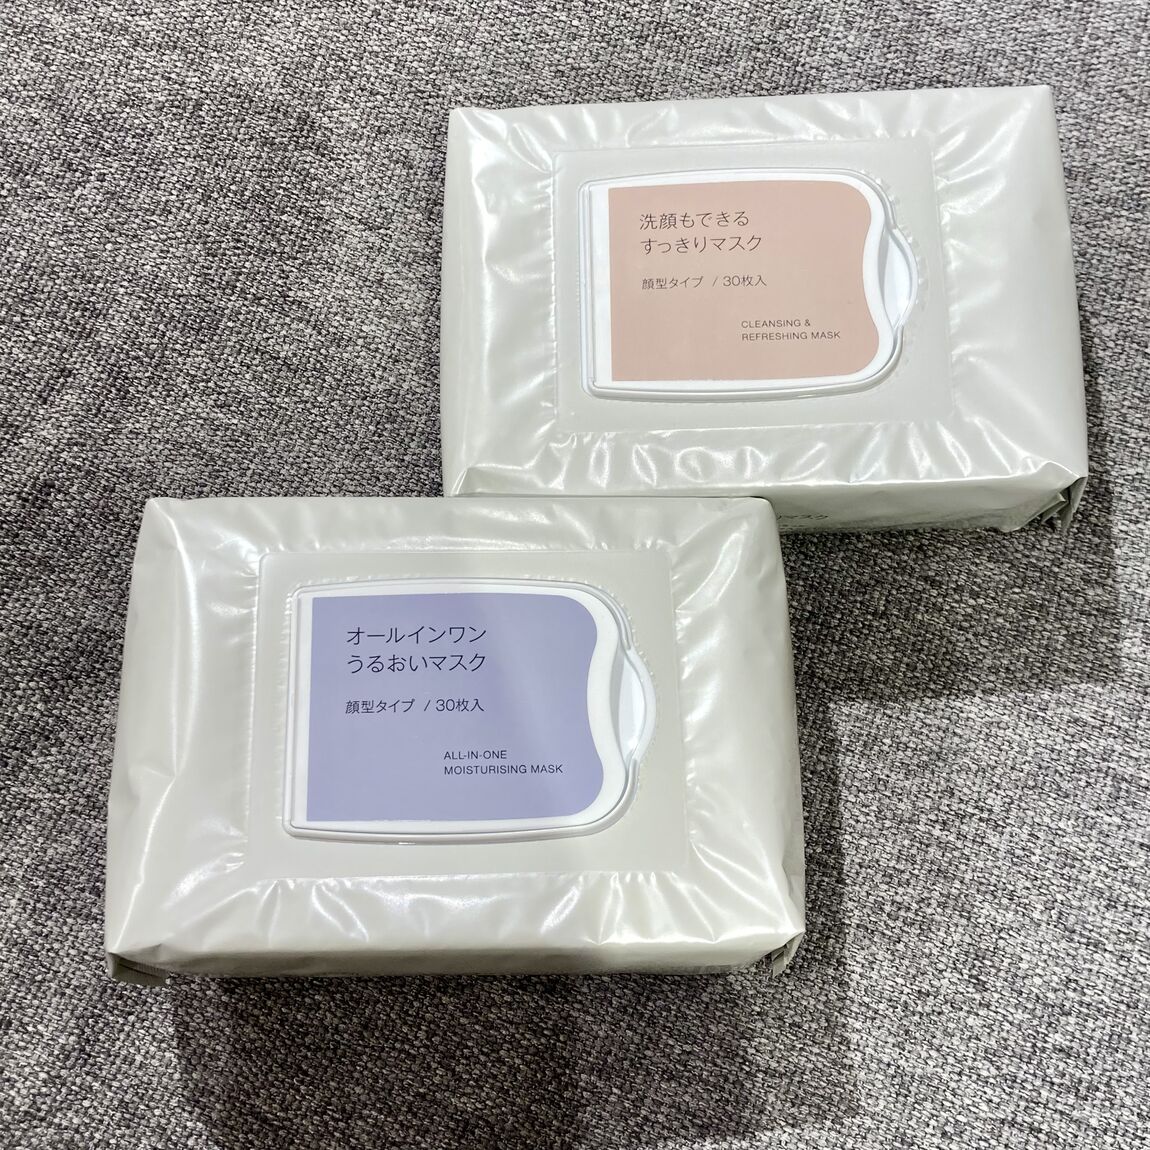 洗顔もできる
すっきりマスク
顔型タイプ / 30枚入
CLEANSING &
REFRESHING MASK
オールインワン
うるおいマスク
顔型タイプ / 30枚入
ALL-IN-ONE
MOISTURISING MASK